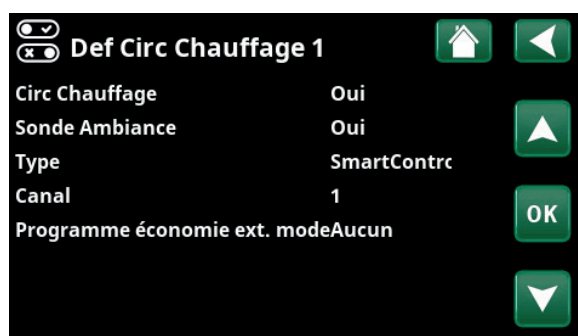 Def Circ Chauffage 1
Circ Chauffage Oui
Sonde Ambiance Oui
Type SmartContrc
Canal 1
Programme économie ext. modeAucun
OK